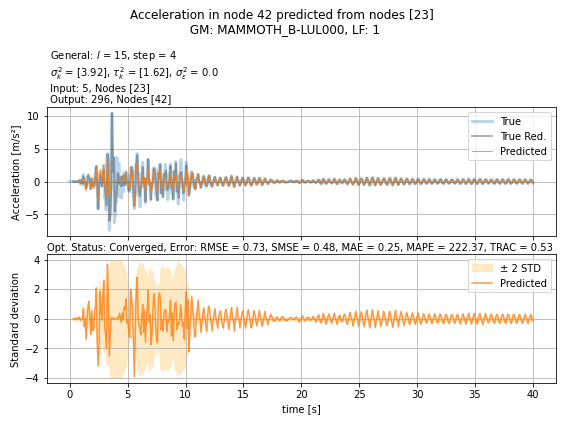 Acceleration in node 42 predicted from nodes [23]
GM: MAMMOTH_B-LUL000, LF: 1
General: l = 15, step = 4
σ²ₖ = [3.92], τ²ₖ = [1.62], σ²ε = 0.0
Input: 5, Nodes [23]
Output: 296, Nodes [42]
Acceleration [m/s²]
10
5
0
−5
True
True Red.
Predicted
Opt. Status: Converged, Error: RMSE = 0.73, SMSE = 0.48, MAE = 0.25, MAPE = 222.37, TRAC = 0.53
Standard deviation
4
2
0
−2
−4
± 2 STD
Predicted
0 5 10 15 20 25 30 35 40
time [s]